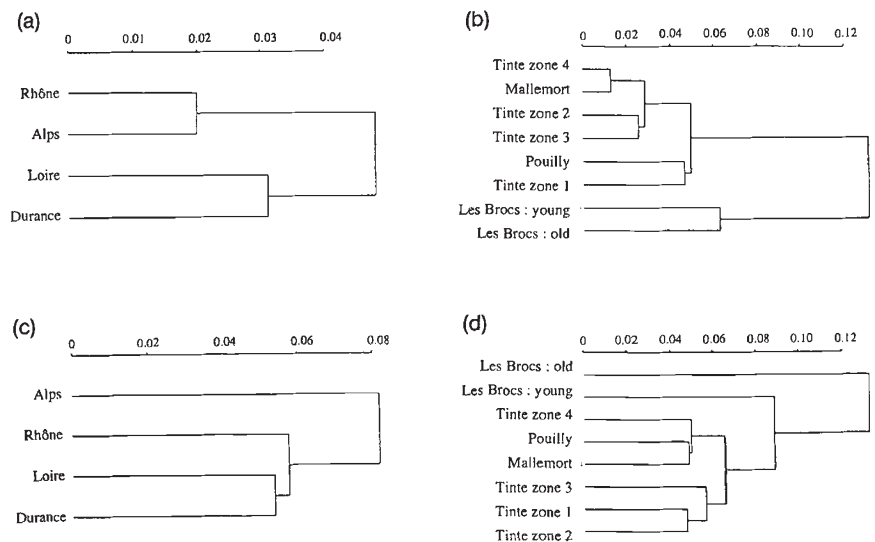 (a)
0 0.01 0.02 0.03 0.04
Rhône
Alps
Loire
Durance
(b)
0 0.02 0.04 0.06 0.08 0.10 0.12
Tinte zone 4
Mallemort
Tinte zone 2
Tinte zone 3
Pouilly
Tinte zone 1
Les Brocs : young
Les Brocs : old
(c)
0 0.02 0.04 0.06 0.08
Alps
Rhône
Loire
Durance
(d)
0 0.02 0.04 0.06 0.08 0.10 0.12
Les Brocs : old
Les Brocs : young
Tinte zone 4
Pouilly
Mallemort
Tinte zone 3
Tinte zone 1
Tinte zone 2